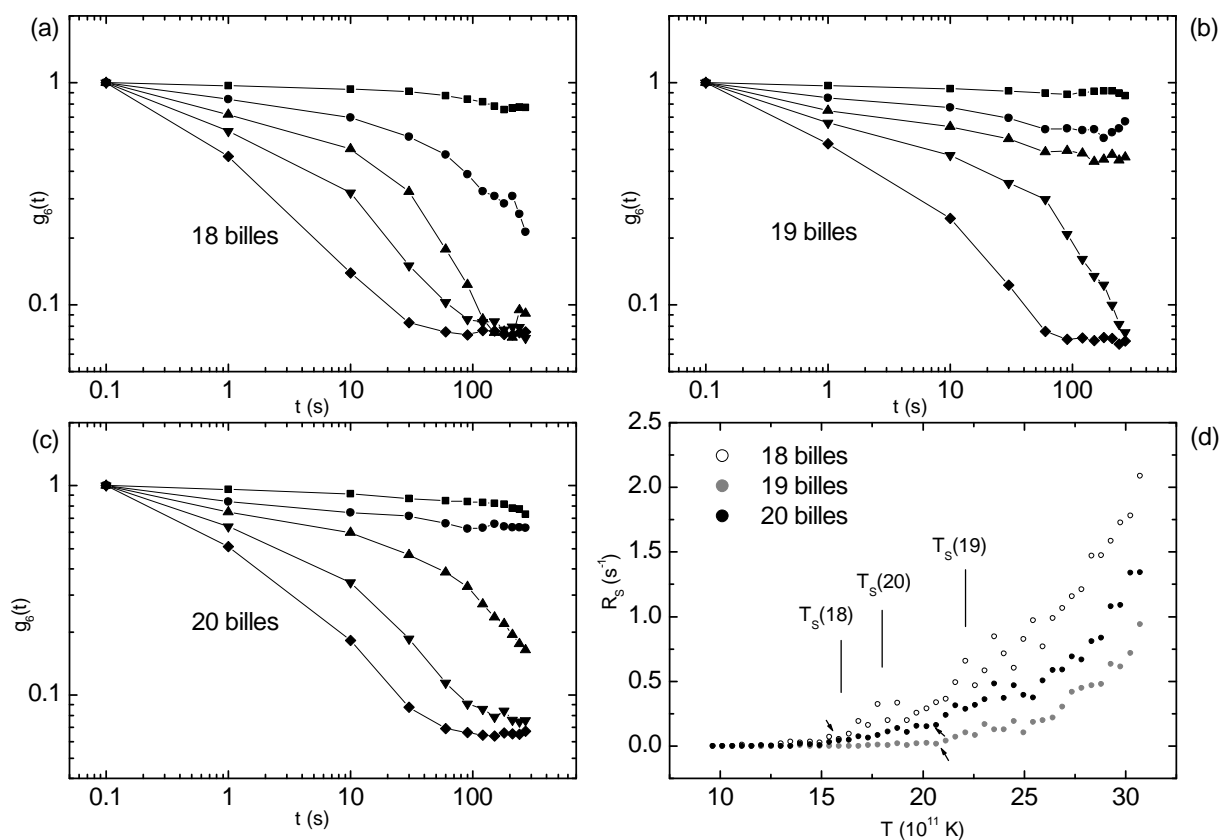 (a)
1
0.1
g6(t)
18 billes
0.1 1 10 100
t (s)
(b)
1
0.1
g6(t)
19 billes
0.1 1 10 100
t (s)
(c)
1
0.1
g6(t)
20 billes
0.1 1 10 100
t (s)
(d)
2.5
2.0
1.5
1.0
0.5
0.0
RS (s-1)
18 billes
19 billes
20 billes
TS(18)
TS(20)
TS(19)
10 15 20 25 30
T (10^11 K)